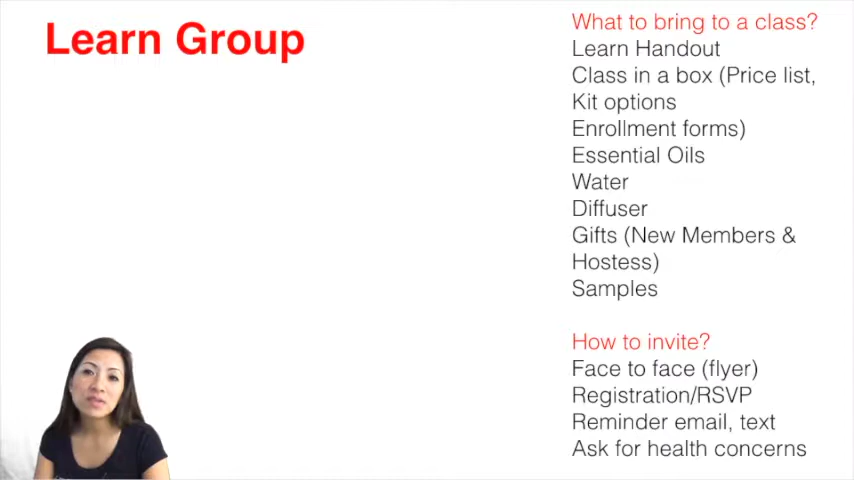 Learn Group
What to bring to a class?
Learn Handout
Class in a box (Price list,
Kit options
Enrollment forms)
Essential Oils
Water
Diffuser
Gifts (New Members &
Hostess)
Samples
How to invite?
Face to face (flyer)
Registration/RSVP
Reminder email, text
Ask for health concerns